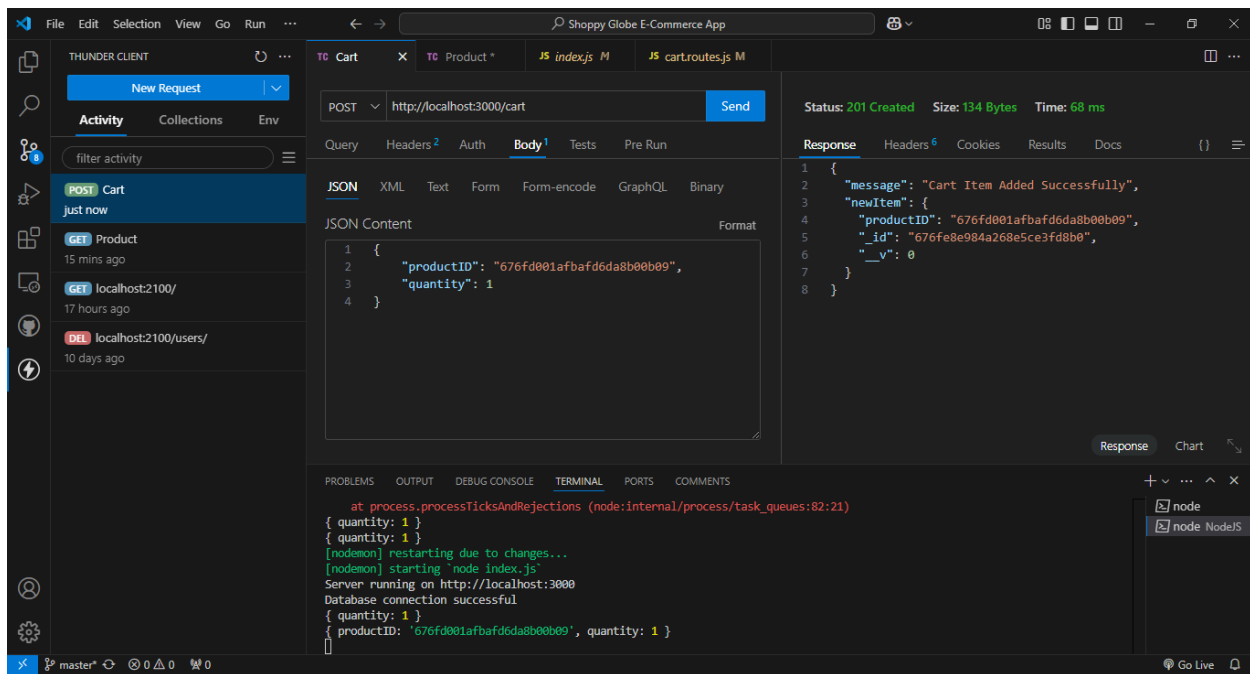 File Edit Selection View Go Run ···
Shoppy Globe E-Commerce App
THUNDER CLIENT
New Request
Activity Collections Env
filter activity
POST Cart
just now
GET Product
15 mins ago
GET localhost:2100/
17 hours ago
DEL localhost:2100/users/
10 days ago
8
TC Cart
TC Product *
JS index.js M
JS cart.routes.js M
POST http://localhost:3000/cart Send
Query Headers 2 Auth Body 1 Tests Pre Run
JSON XML Text Form Form-encode GraphQL Binary
JSON Content Format
1 {
2 "productID": "676fd001afbafd6da8b00b09",
3 "quantity": 1
4 }
Status: 201 Created Size: 134 Bytes Time: 68 ms
Response Headers 6 Cookies Results Docs {}
1 {
2 "message": "Cart Item Added Successfully",
3 "newItem": {
4 "productID": "676fd001afbafd6da8b00b09",
5 "_id": "676fe8e984a268e5ce3fd8b0",
6 "__v": 0
7 }
8 }
Response Chart
PROBLEMS OUTPUT DEBUG CONSOLE TERMINAL PORTS COMMENTS
at process.processTicksAndRejections (node:internal/process/task_queues:82:21)
{ quantity: 1 }
{ quantity: 1 }
[nodemon] restarting due to changes...
[nodemon] starting `node index.js`
Server running on http://localhost:3000
Database connection successful
{ quantity: 1 }
{ productID: '676fd001afbafd6da8b00b09', quantity: 1 }
node
node NodeJS
master* 0 0 0
Go Live